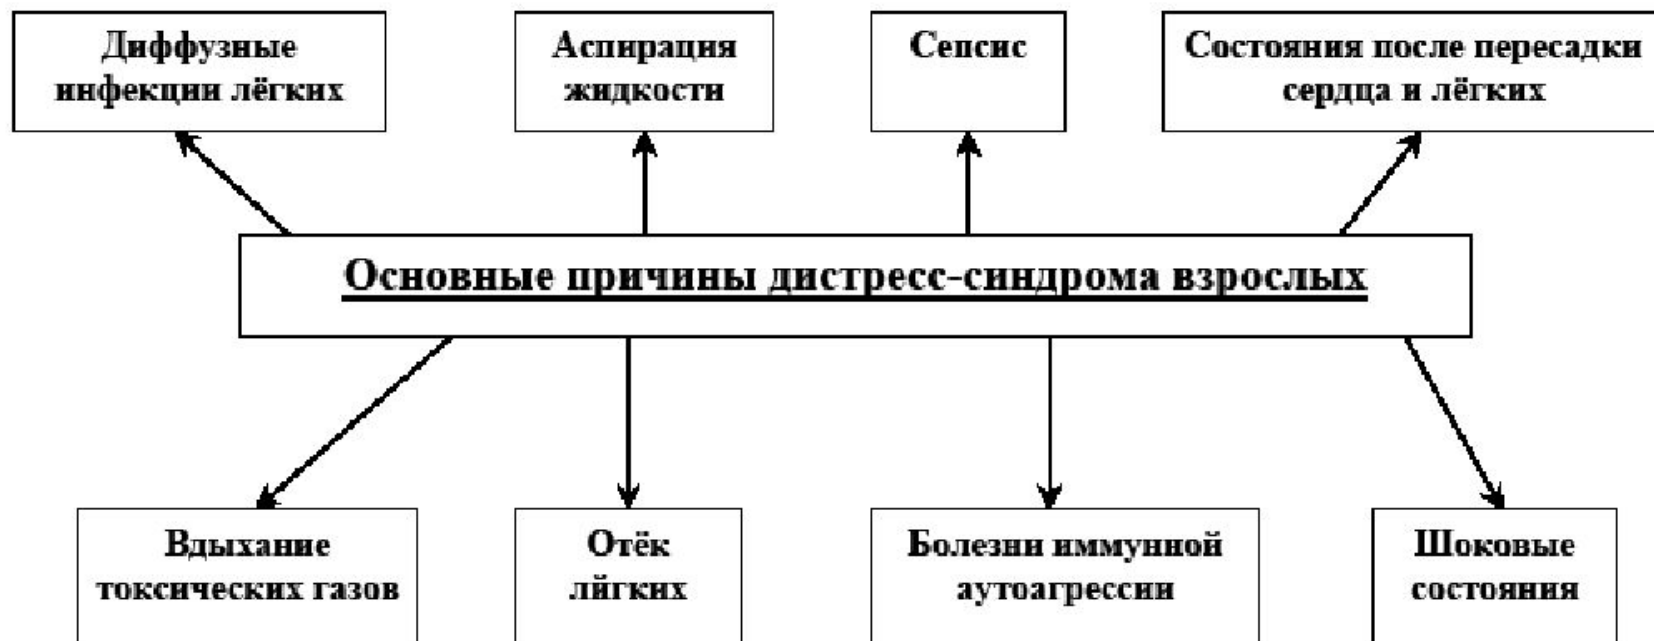 Диффузные
инфекции лёгких
Аспирация
жидкости
Сепсис
Состояния после пересадки
сердца и лёгких
Основные причины дистресс-синдрома взрослых
Вдыхание
токсических газов
Отёк
лйгких
Болезни иммунной
аутоагрессии
Шоковые
состояния